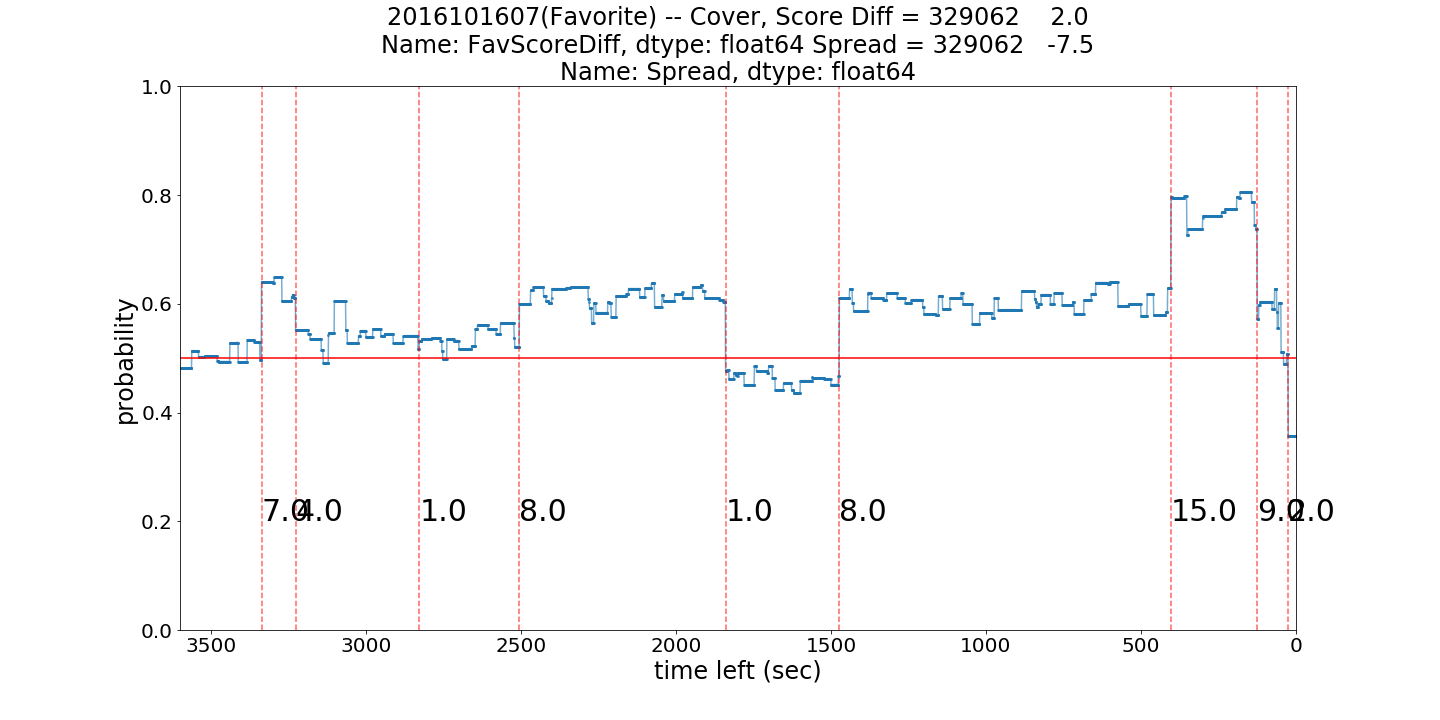 2016101607(Favorite) -- Cover, Score Diff = 329062    2.0
Name: FavScoreDiff, dtype: float64 Spread = 329062   -7.5
Name: Spread, dtype: float64
1.0
0.8
0.6
0.4
0.2
0.0
probability
7.0 4.0 1.0 8.0 1.0 8.0 15.0 9.0 2.0
3500 3000 2500 2000 1500 1000 500 0
time left (sec)